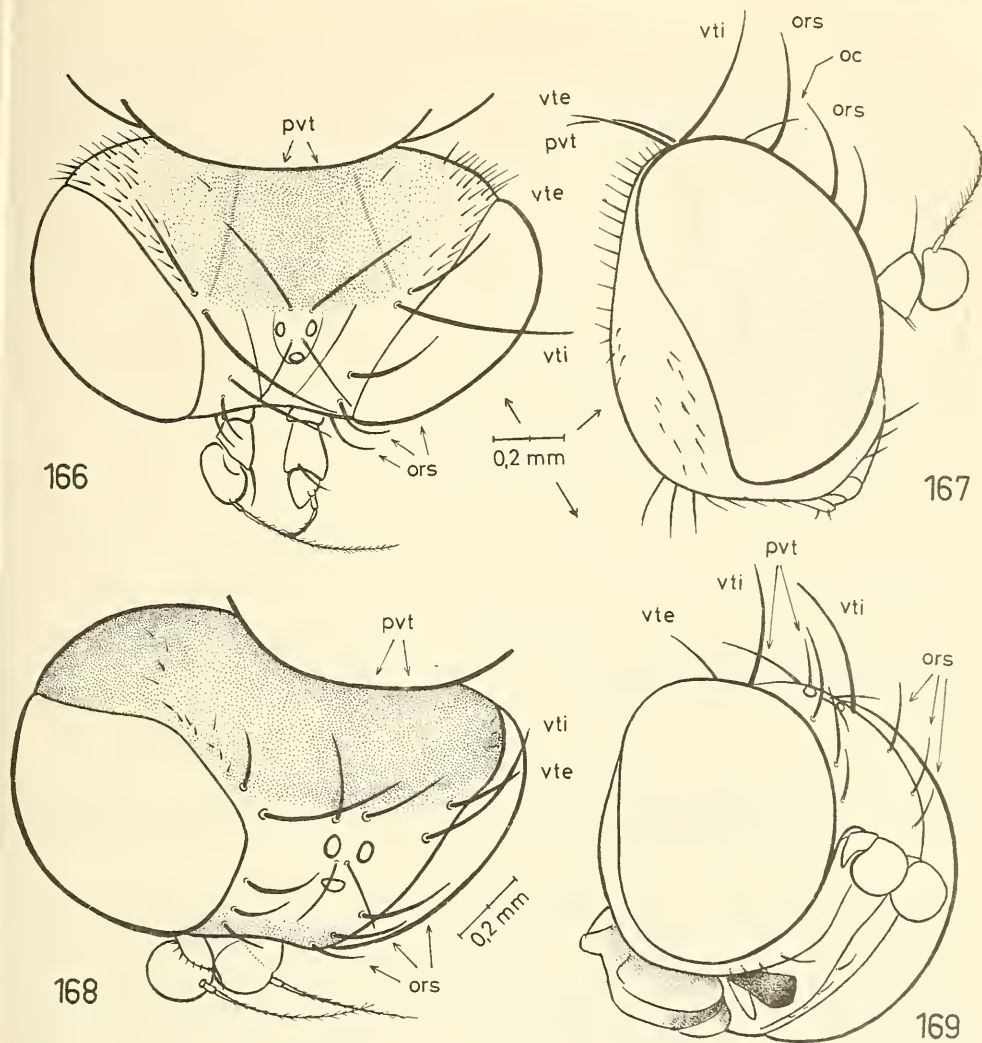 pvt
vte
vti
ors
166
0,2 mm
vti
ors
oc
ors
vte
pvt
167
pvt
vti
vte
ors
0,2 mm
168
pvt
vti
vti
vte
ors
169